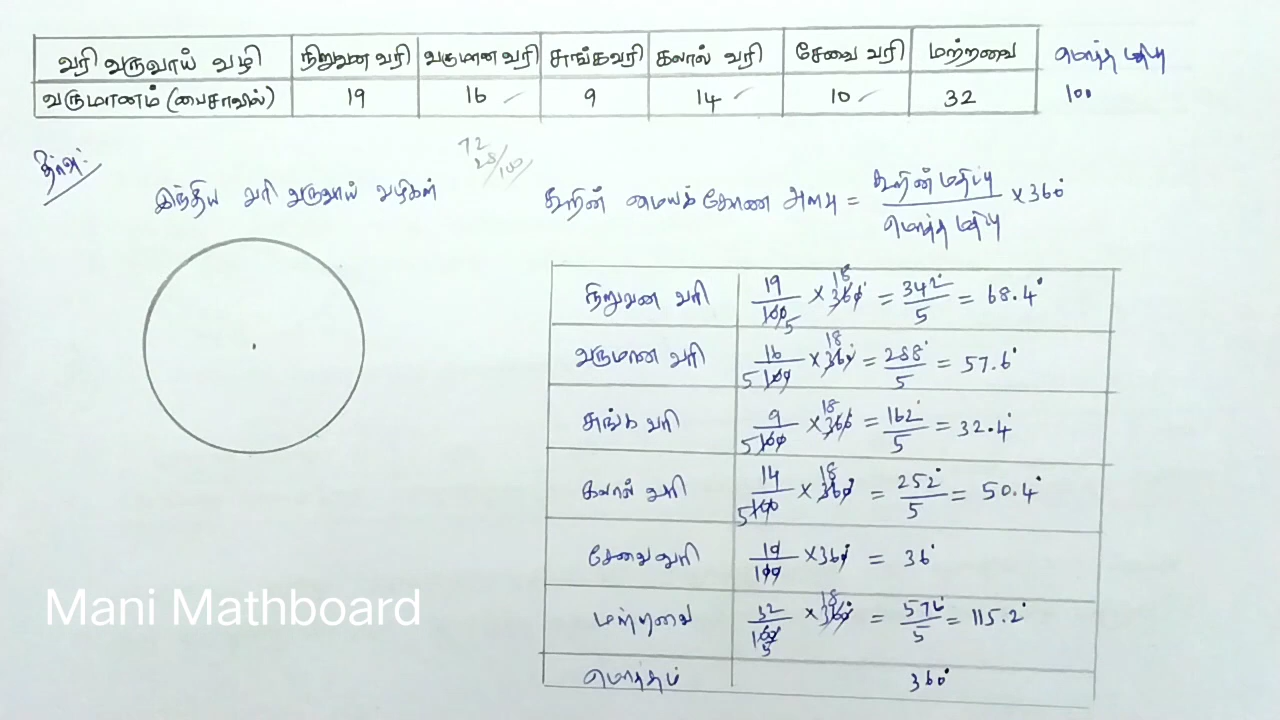 வரி வருவாய் வழி நிறுவன வரி வருமான வரி சுங்கவரி கலால் வரி சேவை வரி மற்றவை மொத்த மதிப்பு
வருமானம் (பைசாவில்) 19 16 9 14 10 32 100
தீர்வு:
72
28/100
இந்திய வரி வருவாய் வழிகள்
கூறின் மையக்கோண அளவு = கூறின் மதிப்பு / மொத்த மதிப்பு × 360°
நிறுவன வரி 19/100 × 360° = 342°/5 = 68.4°
வருமான வரி 16/100 × 360° = 288°/5 = 57.6°
சுங்க வரி 9/100 × 360° = 162°/5 = 32.4°
கலால் வரி 14/100 × 360° = 252°/5 = 50.4°
சேவை வரி 10/100 × 360° = 36°
மற்றவை 32/100 × 360° = 576°/5 = 115.2°
மொத்தம் 360°
Mani Mathboard